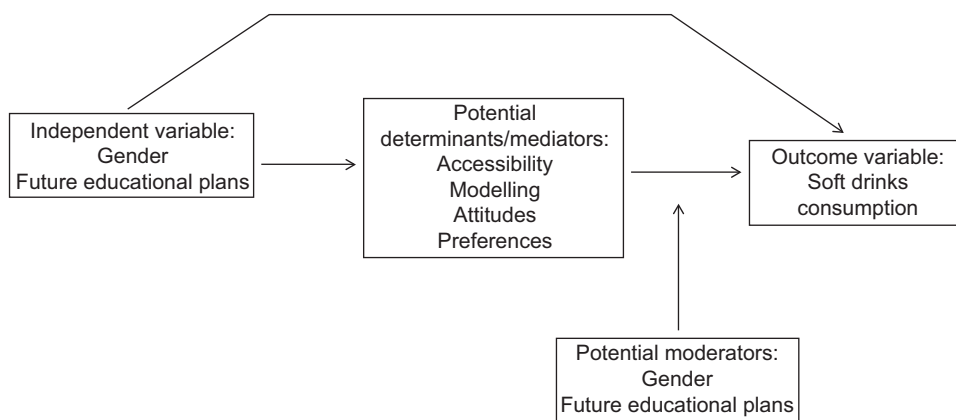 Independent variable:
Gender
Future educational plans
Potential
determinants/mediators:
Accessibility
Modelling
Attitudes
Preferences
Outcome variable:
Soft drinks
consumption
Potential moderators:
Gender
Future educational plans